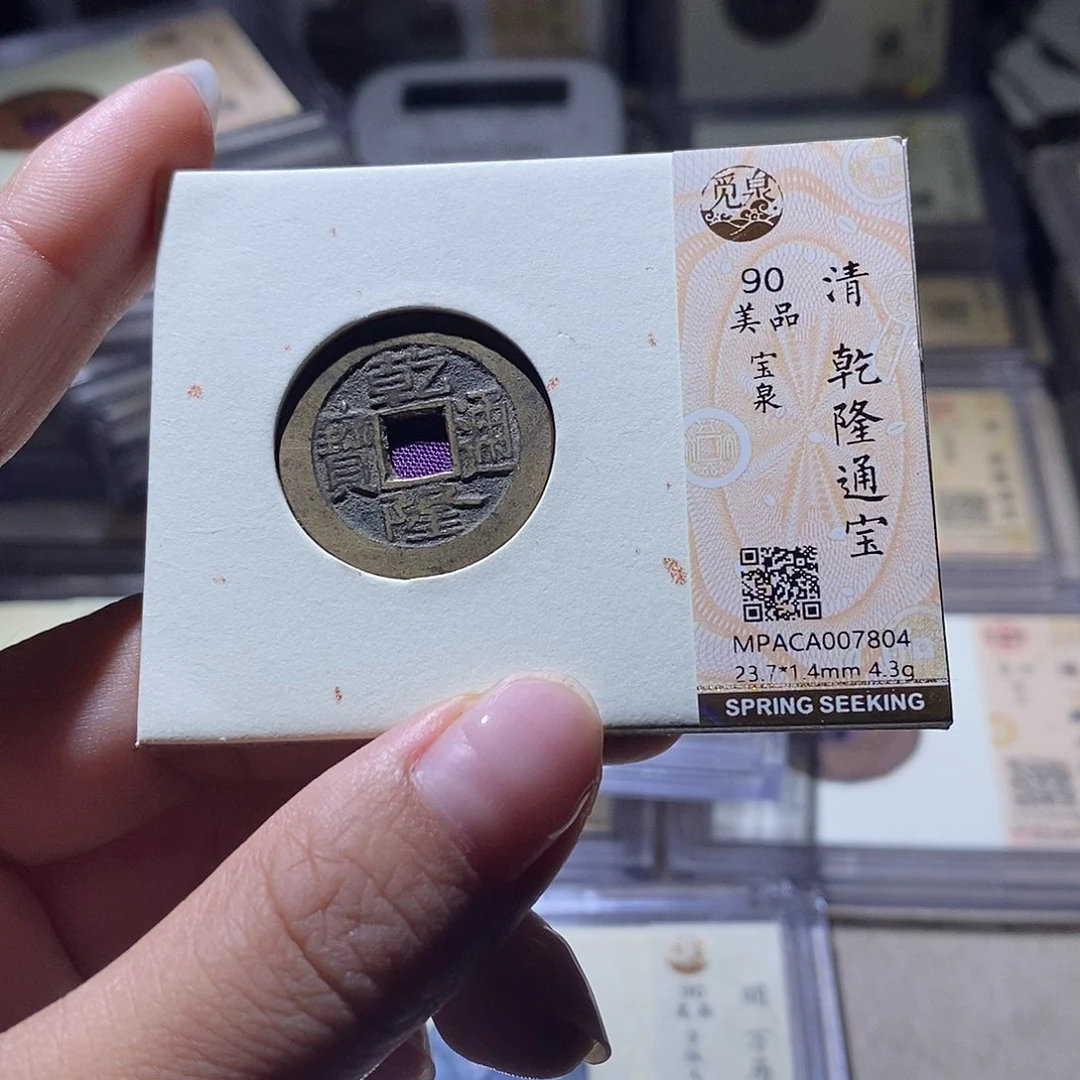 乾隆通寶
觅泉
清 乾隆通宝
90
美品
宝泉
MPACA007804
23.7*1.4mm 4.3g
SPRING SEEKING